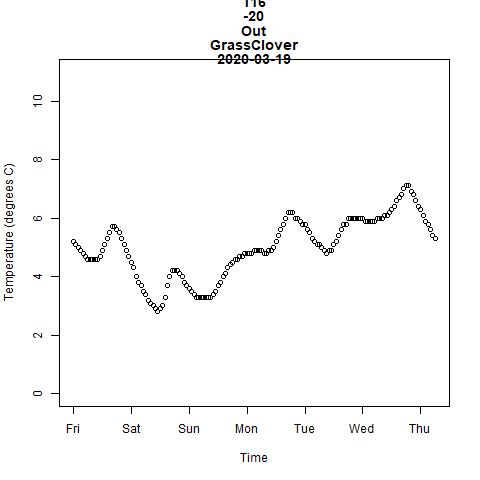 116
-20
Out
GrassClover
2020-03-19
Temperature (degrees C)
10
8
6
4
2
0
Fri Sat Sun Mon Tue Wed Thu
Time